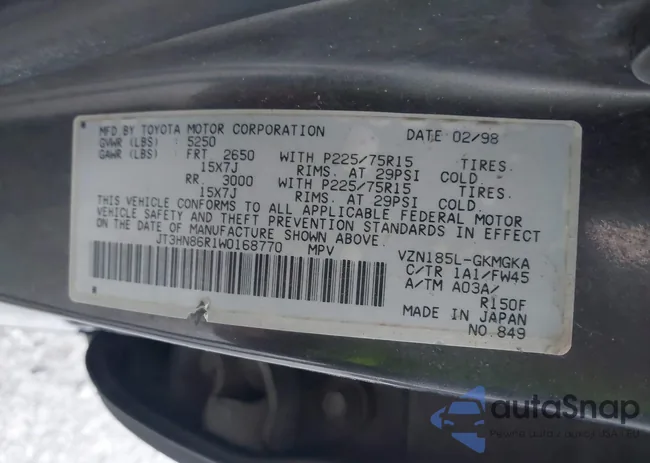 MFD BY TOYOTA MOTOR CORPORATION DATE 02/98
GVWR (LBS) 5250
GAWR (LBS) FRT 2650 WITH P225/75R15 TIRES
15X7J RIMS. AT 29PSI COLD
RR. 3000 WITH P225/75R15 TIRES.
15X7J RIMS. AT 29PSI COLD
THIS VEHICLE CONFORMS TO ALL APPLICABLE FEDERAL MOTOR
VEHICLE SAFETY AND THEFT PREVENTION STANDARDS IN EFFECT
ON THE DATE OF MANUFACTURE SHOWN ABOVE.
JT3HN86R1W0168770 MPV VZN185L-GKMGKA
C/TR 1A1/FW45
A/TM A03A/
R150F
MADE IN JAPAN
NO 849
autaSnap